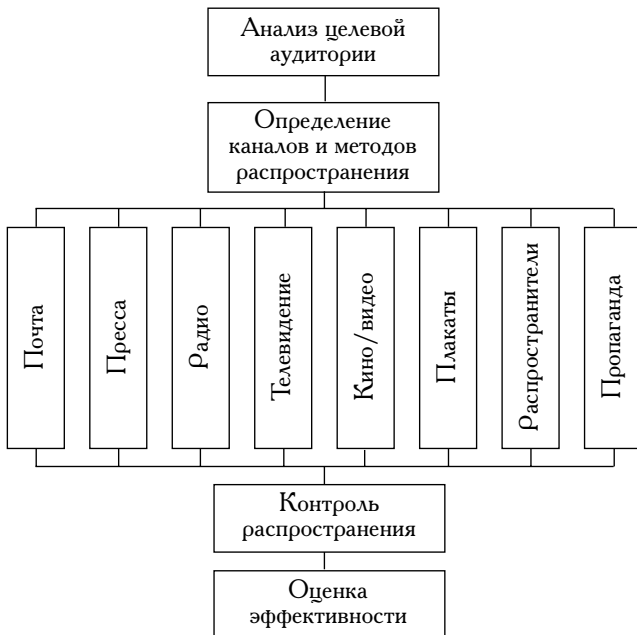 Анализ целевой
аудитории
Определение
каналов и методов
распространения
Почта
Пресса
Радио
Телевидение
Кино/видео
Плакаты
Распространители
Пропаганда
Контроль
распространения
Оценка
эффективности